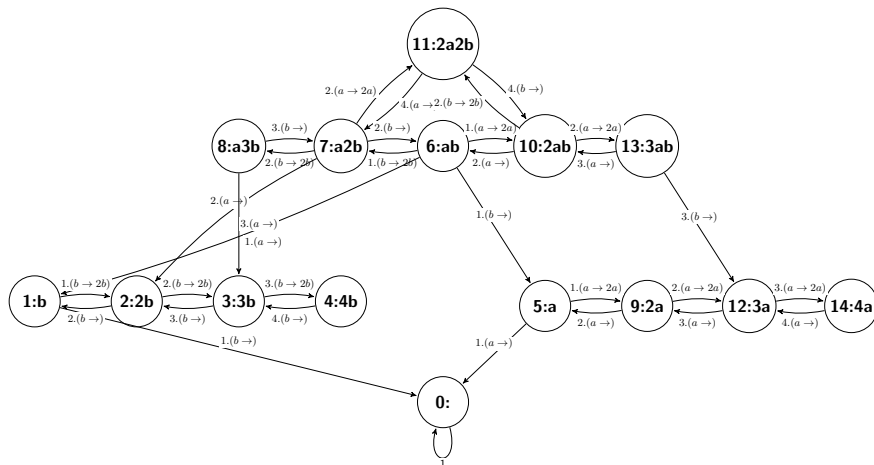 11:2a2b
2.(a → 2a)
4.(b →)
4.(a →
2.(b → 2b)
3.(b →)
2.(b →)
1.(a → 2a)
2.(a → 2a)
8:a3b
7:a2b
6:ab
10:2ab
13:3ab
2.(b → 2b)
1.(b → 2b)
2.(a →)
3.(a →)
2.(a →)
3.(a →)
1.(b →)
3.(b →)
1.(a →)
1.(b → 2b)
2.(b → 2b)
3.(b → 2b)
1.(a → 2a)
2.(a → 2a)
3.(a → 2a)
1:b
2:2b
3:3b
4:4b
5:a
9:2a
12:3a
14:4a
2.(b →)
3.(b →)
4.(b →)
2.(a →)
3.(a →)
4.(a →)
1.(b →)
1.(a →)
0:
1